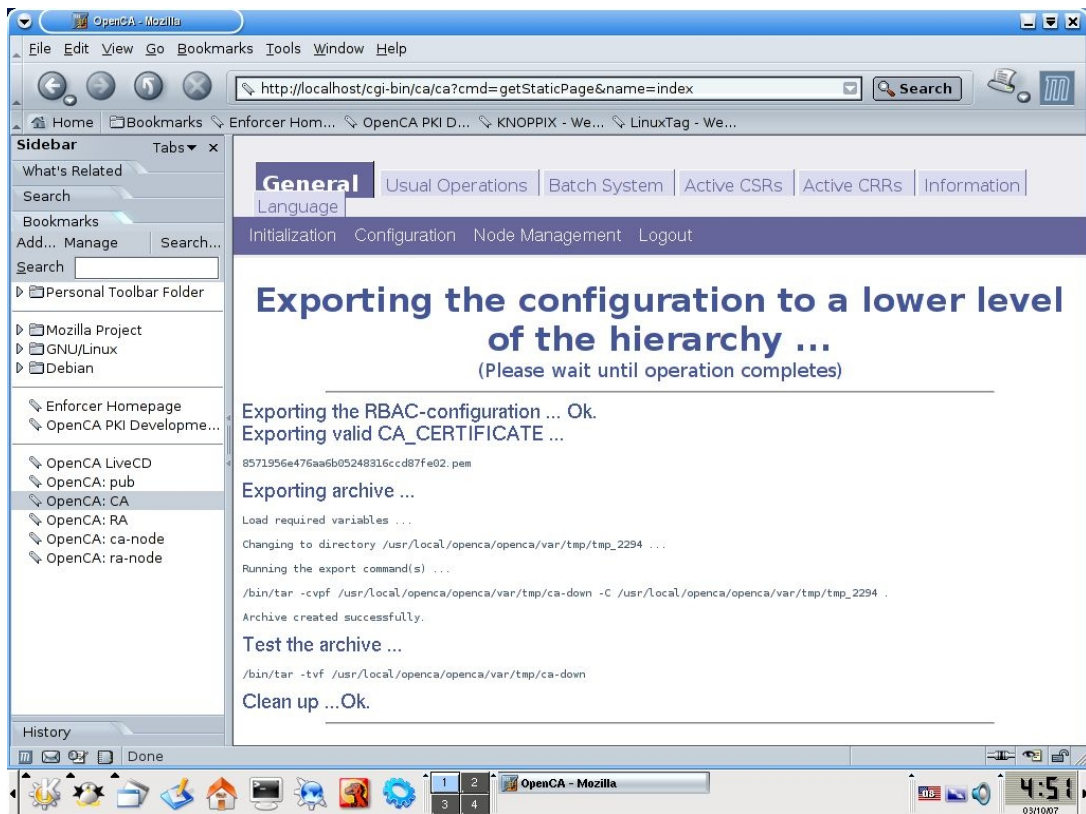 OpenCA - Mozilla
File Edit View Go Bookmarks Tools Window Help
http://localhost/cgi-bin/ca/ca?cmd=getStaticPage&name=index
Search
Home Bookmarks Enforcer Hom... OpenCA PKI D... KNOPPIX - We... LinuxTag - We...
Sidebar Tabs x
What's Related
Search
Bookmarks
Add... Manage Search...
Search
Personal Toolbar Folder
Mozilla Project
GNU/Linux
Debian
Enforcer Homepage
OpenCA PKI Developme...
OpenCA LiveCD
OpenCA: pub
OpenCA: CA
OpenCA: RA
OpenCA: ca-node
OpenCA: ra-node
History
General Usual Operations Batch System Active CSRs Active CRRs Information
Language
Initialization Configuration Node Management Logout
Exporting the configuration to a lower level
of the hierarchy ...
(Please wait until operation completes)
Exporting the RBAC-configuration ... Ok.
Exporting valid CA_CERTIFICATE ...
8571956e476aa6b05248316ccd87fe02.pem
Exporting archive ...
Load required variables ...
Changing to directory /usr/local/openca/openca/var/tmp/tmp_2294 ...
Running the export command(s) ...
/bin/tar -cvpf /usr/local/openca/openca/var/tmp/ca-down -C /usr/local/openca/openca/var/tmp/tmp_2294 .
Archive created successfully.
Test the archive ...
/bin/tar -tvf /usr/local/openca/openca/var/tmp/ca-down
Clean up ...Ok.
Done
1 2
3 4
OpenCA - Mozilla
us
4:51
03/10/07